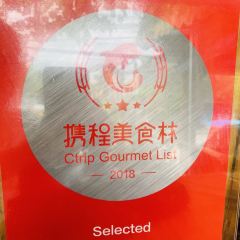 携程美食林
Ctrip Gourmet List
— 2018 —
Selected